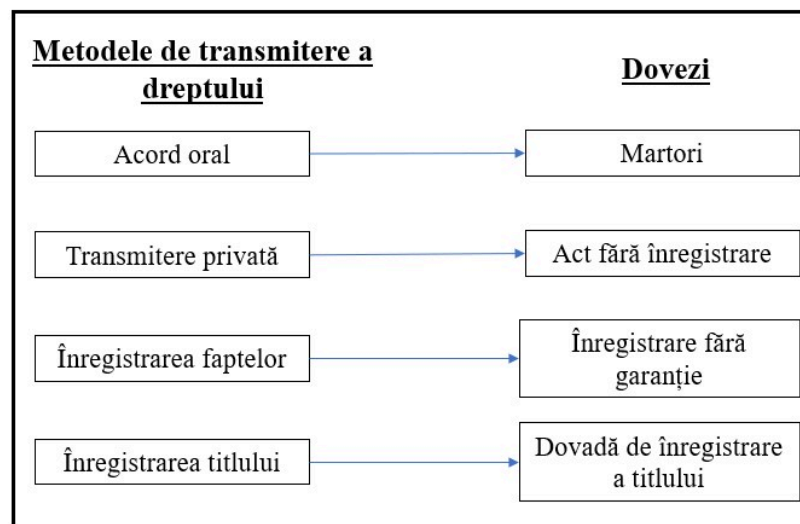 Metodele de transmitere a
dreptului
Dovezi
Acord oral
Martori
Transmitere privată
Act fără înregistrare
Înregistrarea faptelor
Înregistrare fără
garanție
Înregistrarea titlului
Dovadă de înregistrare
a titlului